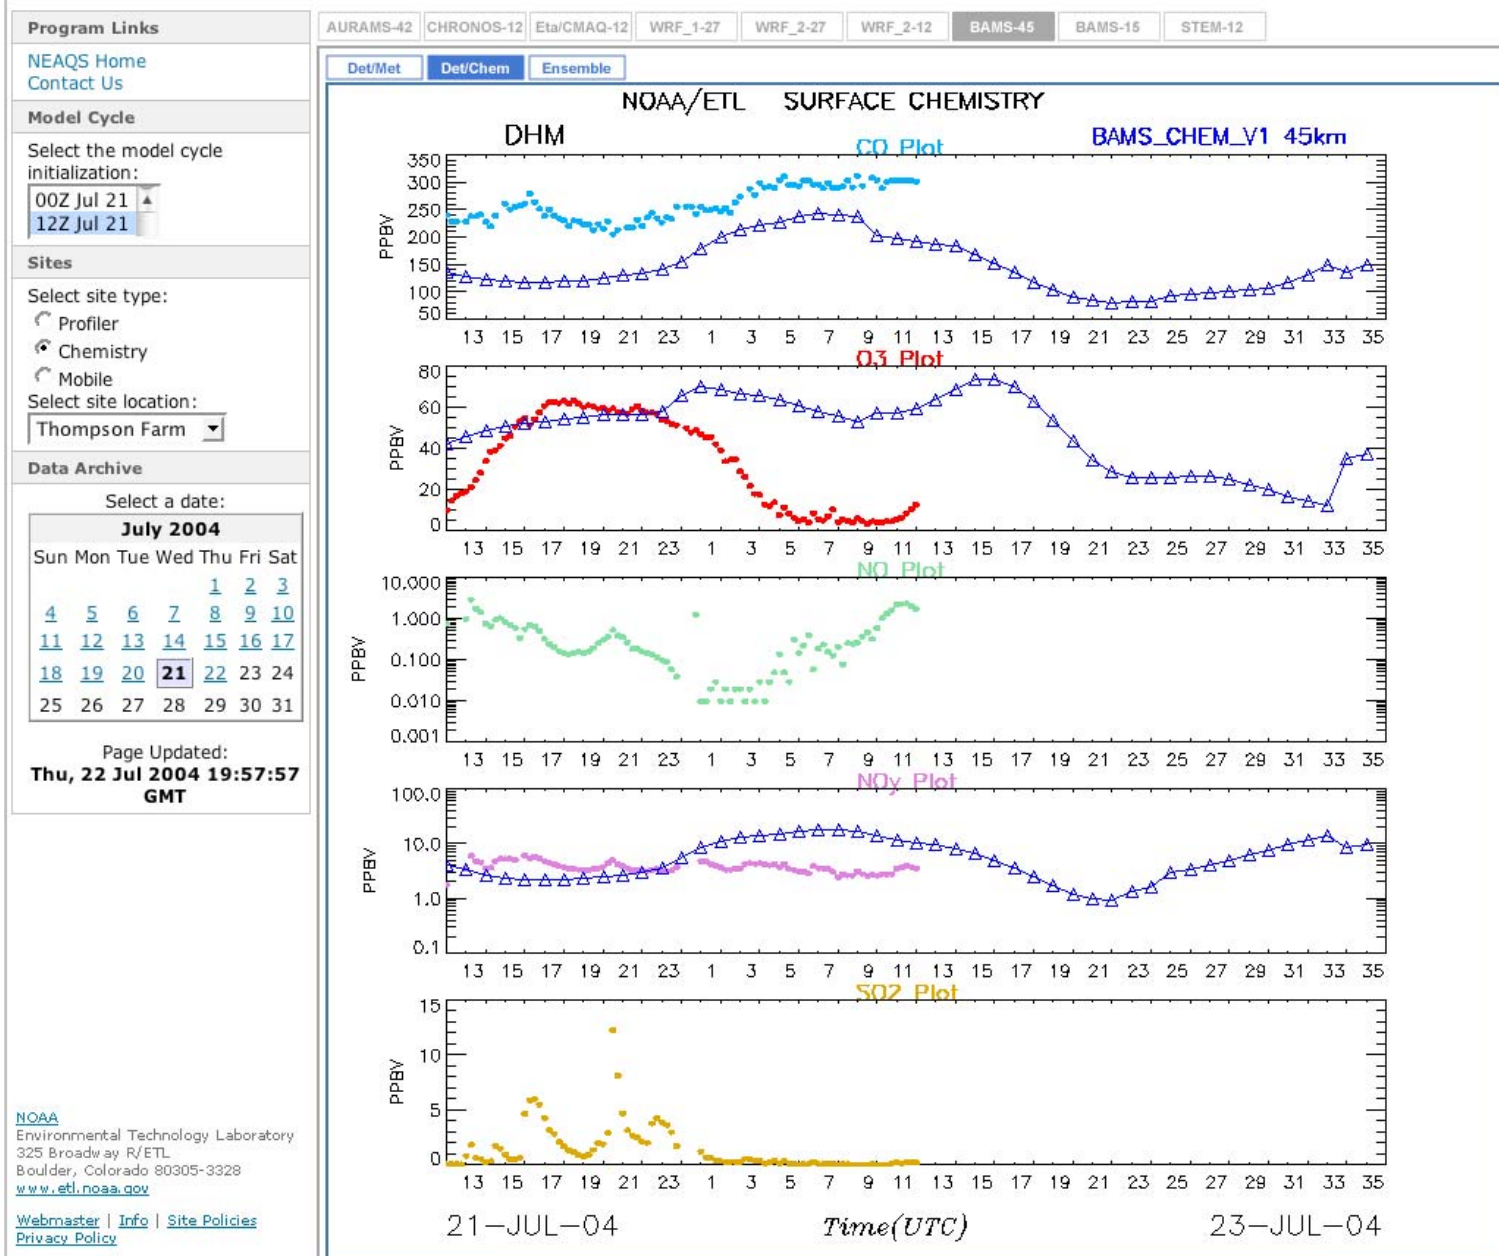 Program Links
NEAQS Home
Contact Us
Model Cycle
Select the model cycle
initialization:
00Z Jul 21
12Z Jul 21
Sites
Select site type:
Profiler
Chemistry
Mobile
Select site location:
Thompson Farm
Data Archive
Select a date:
July 2004
Sun Mon Tue Wed Thu Fri Sat
1 2 3
4 5 6 7 8 9 10
11 12 13 14 15 16 17
18 19 20 21 22 23 24
25 26 27 28 29 30 31
Page Updated:
Thu, 22 Jul 2004 19:57:57
GMT
NOAA
Environmental Technology Laboratory
325 Broadway R/ETL
Boulder, Colorado 80305-3328
www.etl.noaa.gov
Webmaster | Info | Site Policies
Privacy Policy
AURAMS-42 CHRONOS-12 Eta/CMAQ-12 WRF_1-27 WRF_2-27 WRF_2-12 BAMS-45 BAMS-15 STEM-12
Det/Met Det/Chem Ensemble
NOAA/ETL SURFACE CHEMISTRY
DHM CO Plot BAMS_CHEM_V1 45km
350
300
250
200
150
100
50
PPBV
13 15 17 19 21 23 1 3 5 7 9 11 13 15 17 19 21 23 25 27 29 31 33 35
O3 Plot
80
60
40
20
0
PPBV
13 15 17 19 21 23 1 3 5 7 9 11 13 15 17 19 21 23 25 27 29 31 33 35
NO Plot
10.000
1.000
0.100
0.010
0.001
PPBV
13 15 17 19 21 23 1 3 5 7 9 11 13 15 17 19 21 23 25 27 29 31 33 35
NOy Plot
100.0
10.0
1.0
0.1
PPBV
13 15 17 19 21 23 1 3 5 7 9 11 13 15 17 19 21 23 25 27 29 31 33 35
SO2 Plot
15
10
5
0
PPBV
13 15 17 19 21 23 1 3 5 7 9 11 13 15 17 19 21 23 25 27 29 31 33 35
21-JUL-04 Time(UTC) 23-JUL-04